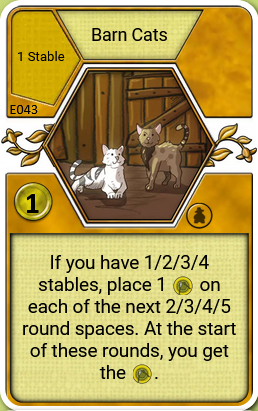 Barn Cats
1 Stable
E043
1
If you have 1/2/3/4
stables, place 1 on
each of the next 2/3/4/5
round spaces. At the start
of these rounds, you get
the .